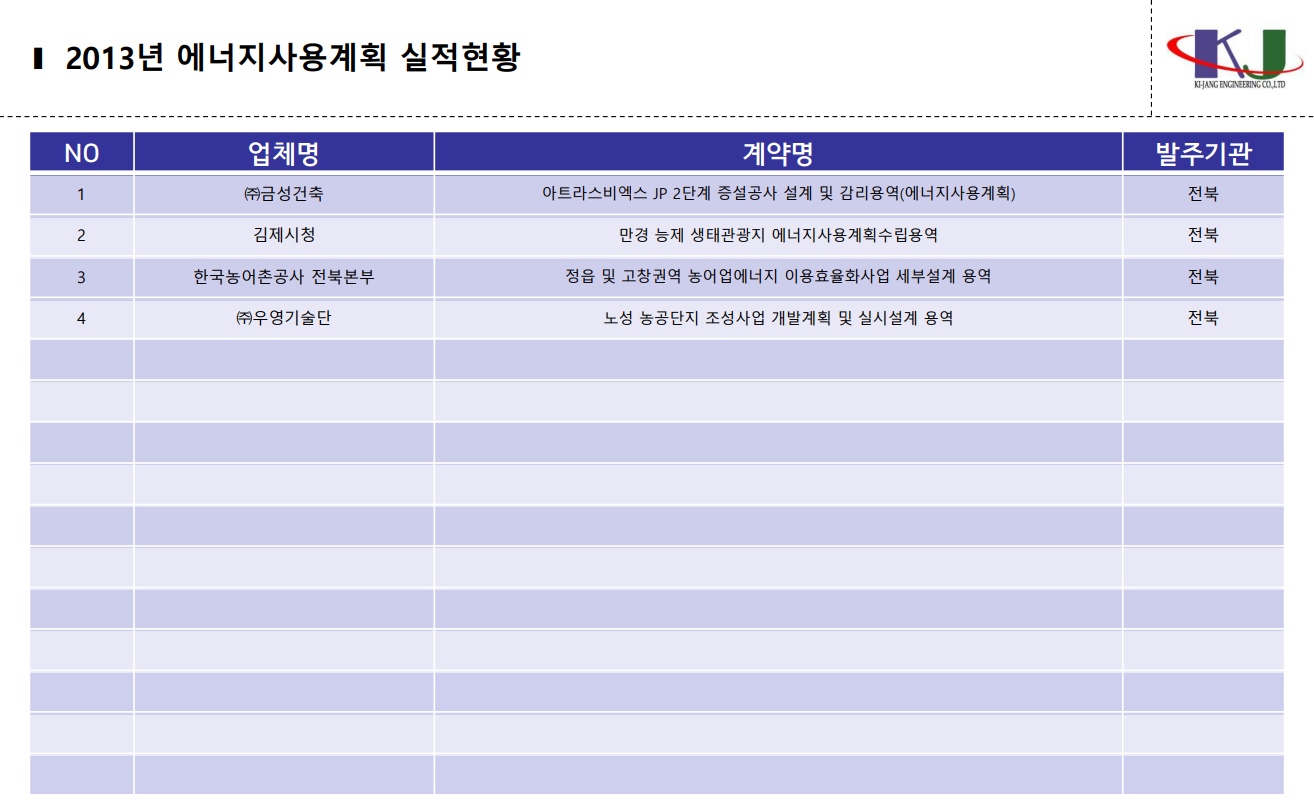 2013년 에너지사용계획 실적현황
KJ
KI-JANG ENGINEERING CO.,LTD
NO 업체명 계약명 발주기관
1 ㈜금성건축 아트라스비엑스 JP 2단계 증설공사 설계 및 감리용역(에너지사용계획) 전북
2 김제시청 만경 능제 생태관광지 에너지사용계획수립용역 전북
3 한국농어촌공사 전북본부 정읍 및 고창권역 농어업에너지 이용효율화사업 세부설계 용역 전북
4 ㈜우영기술단 노성 농공단지 조성사업 개발계획 및 실시설계 용역 전북